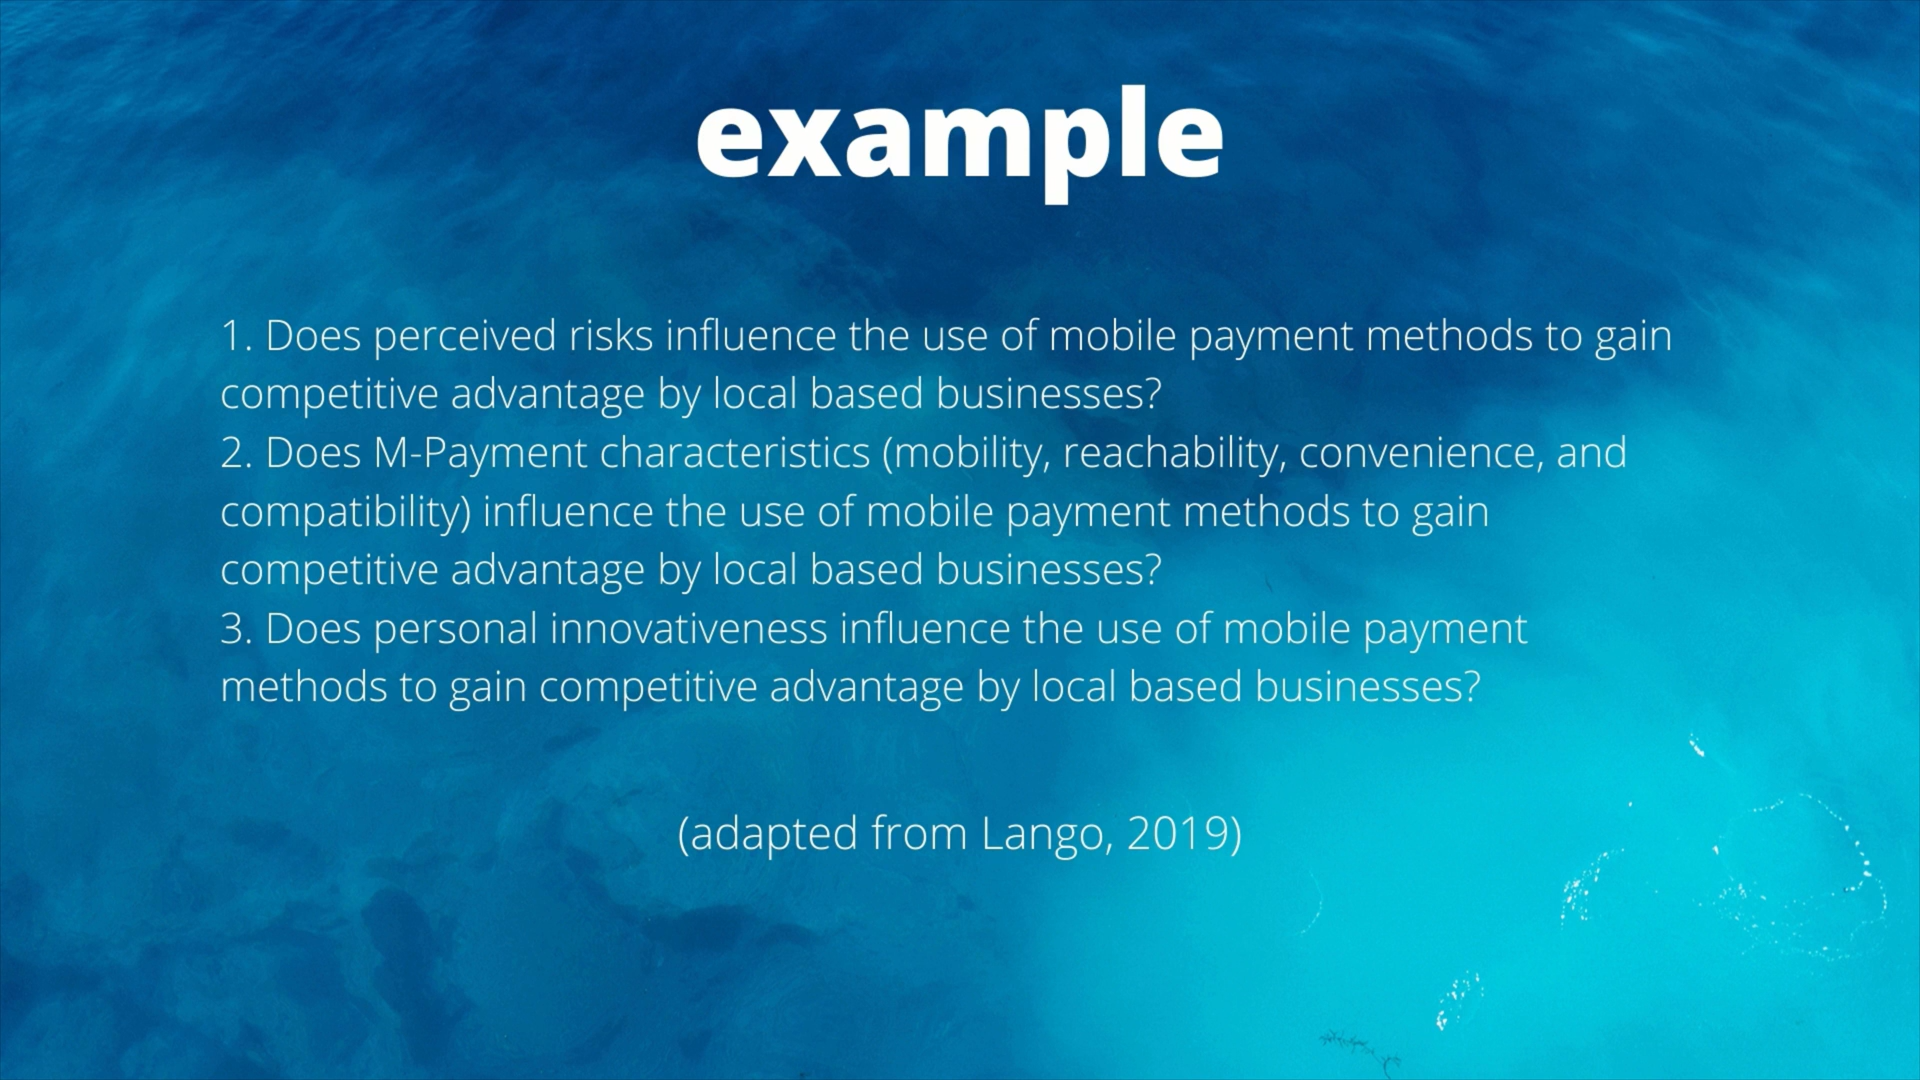 example
1. Does perceived risks influence the use of mobile payment methods to gain
competitive advantage by local based businesses?
2. Does M-Payment characteristics (mobility, reachability, convenience, and
compatibility) influence the use of mobile payment methods to gain
competitive advantage by local based businesses?
3. Does personal innovativeness influence the use of mobile payment
methods to gain competitive advantage by local based businesses?
(adapted from Lango, 2019)